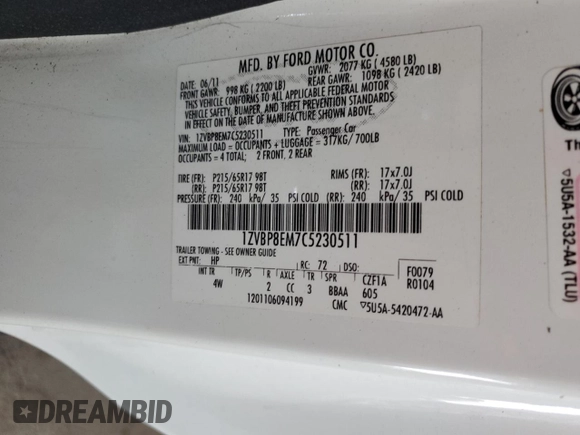 MFD. BY FORD MOTOR CO.
DATE: 06/11 GVWR: 2077 KG ( 4580 LB)
FRONT GAWR: 998 KG ( 2200 LB) REAR GAWR: 1098 KG ( 2420 LB)
THIS VEHICLE CONFORMS TO ALL APPLICABLE FEDERAL MOTOR
VEHICLE SAFETY, BUMPER, AND THEFT PREVENTION STANDARDS
IN EFFECT ON THE DATE OF MANUFACTURE SHOWN ABOVE.
VIN: 1ZVBP8EM7C5230511 TYPE: Passenger Car
MAXIMUM LOAD = OCCUPANTS + LUGGAGE = 317KG/ 700LB
OCCUPANTS = 4 TOTAL; 2 FRONT, 2 REAR
TIRE (FR): P215/65R17 98T RIMS (FR): 17x7.0J
(RR): P215/65R17 98T (RR): 17x7.0J
PRESSURE (FR): 240 kPa/ 35 PSI COLD (RR): 240 kPa/ 35 PSI COLD
1ZVBP8EM7C5230511
TRAILER TOWING - SEE OWNER GUIDE
EXT PNT: HP RC: 72 DSO: F0079
INT TR TP/PS R AXLE TR SPR CZF1A R0104
4W 2 CC 3 BBAA 605
1201106094199 CMC ▽5U5A-5420472-AA
Th
▽5U5A-1532-AA (TLU)
DREAMBID